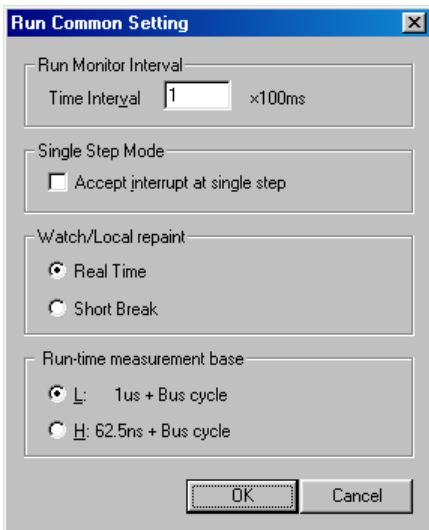 Run Common Setting
Run Monitor Interval
Time Interval 1 ×100ms
Single Step Mode
Accept interrupt at single step
Watch/Local repaint
Real Time
Short Break
Run-time measurement base
L: 1us + Bus cycle
H: 62.5ns + Bus cycle
OK Cancel